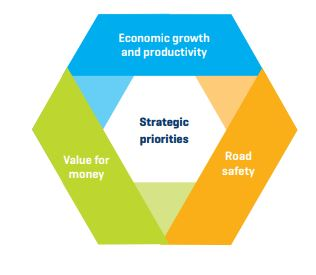 Economic growth
and productivity
Strategic
priorities
Value for
money
Road
safety